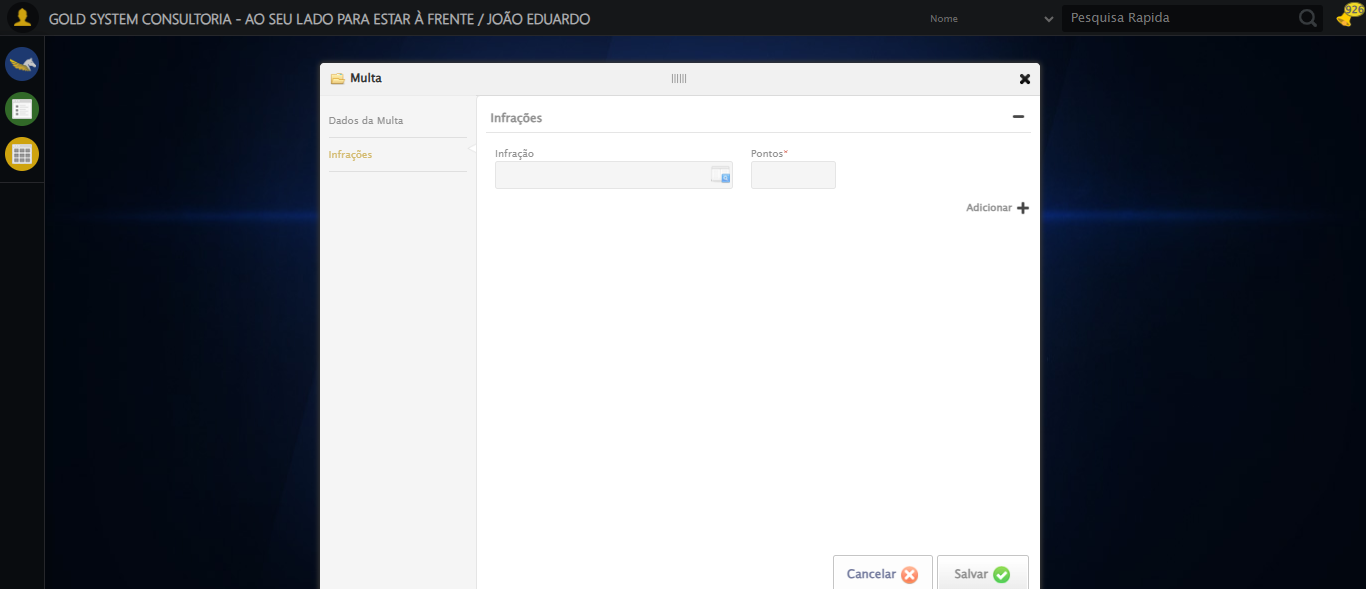 GOLD SYSTEM CONSULTORIA - AO SEU LADO PARA ESTAR À FRENTE / JOÃO EDUARDO
Nome
Pesquisa Rapida
926
Multa
Dados da Multa
Infrações
Infrações
Infração
Pontos*
Adicionar
Cancelar
Salvar